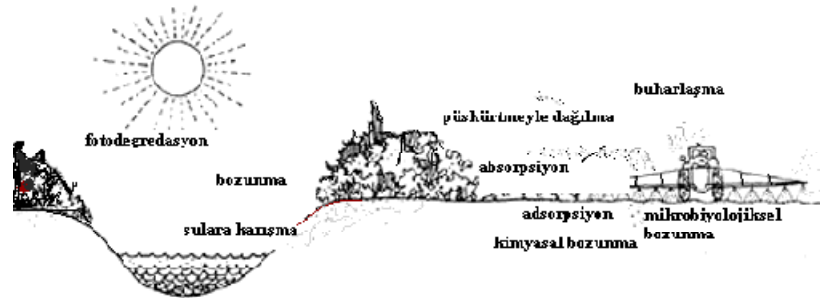 buharlaşma
püskürtmeyle dağılma
fotodegredasyon
absorpsiyon
bozunma
adsorpsiyon
mikrobiyolojiksel
bozunma
sulara karışma
kimyasal bozunma